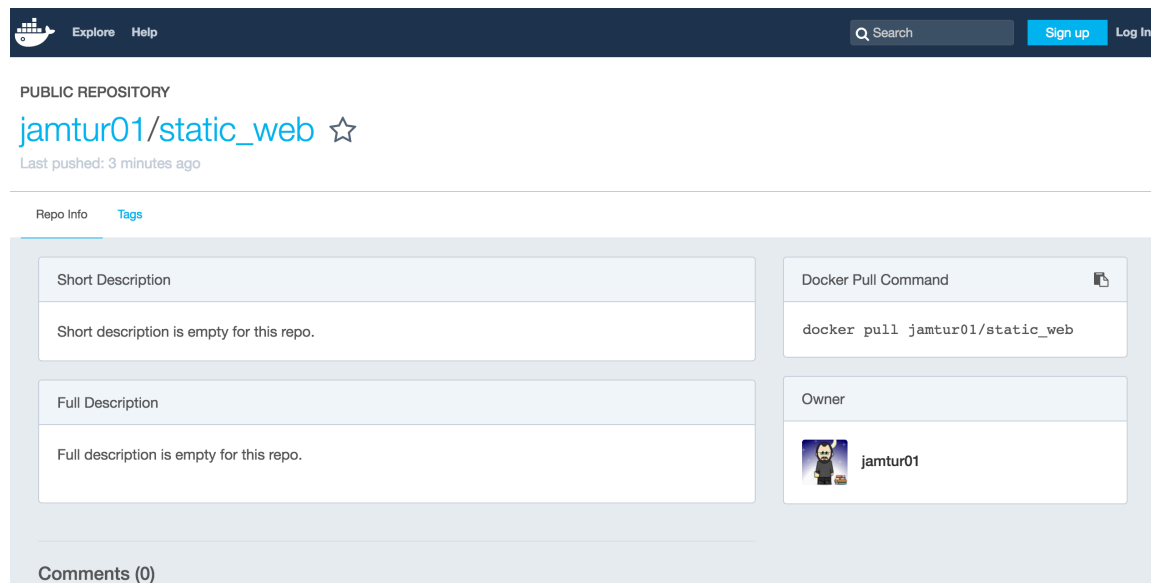 Explore Help Search Sign up Log In
PUBLIC REPOSITORY
jamtur01/static_web
Last pushed: 3 minutes ago
Repo Info Tags
Short Description
Short description is empty for this repo.
Full Description
Full description is empty for this repo.
Docker Pull Command
docker pull jamtur01/static_web
Owner
jamtur01
Comments (0)